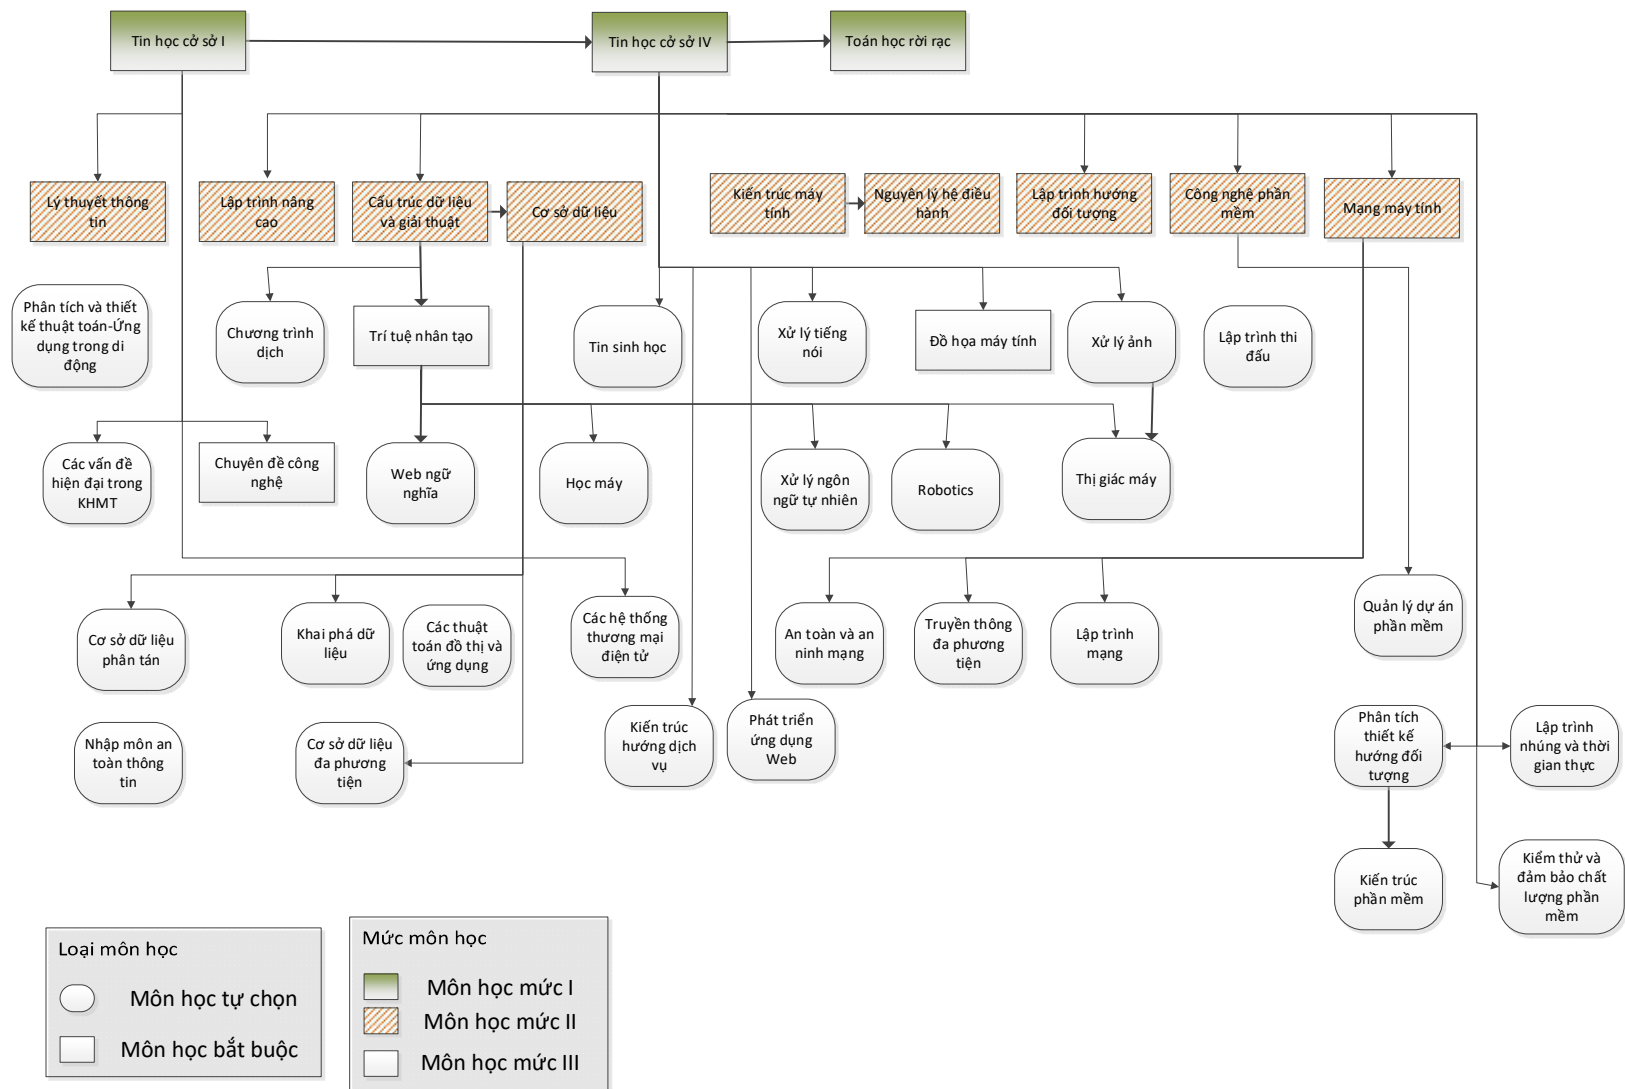 Tin học cở sở I
Tin học cở sở IV
Toán học rời rạc
Lý thuyết thông
tin
Lập trình nâng
cao
Cấu trúc dữ liệu
và giải thuật
Cơ sở dữ liệu
Kiến trúc máy
tính
Nguyên lý hệ điều
hành
Lập trình hướng
đối tượng
Công nghệ phần
mềm
Mạng máy tính
Phân tích và thiết
kế thuật toán-Ứng
dụng trong di
động
Chương trình
dịch
Trí tuệ nhân tạo
Tin sinh học
Xử lý tiếng
nói
Đồ họa máy tính
Xử lý ảnh
Lập trình thi
đấu
Các vấn đề
hiện đại trong
KHMT
Chuyên đề công
nghệ
Web ngữ
nghĩa
Học máy
Xử lý ngôn
ngữ tự nhiên
Robotics
Thị giác máy
Cơ sở dữ liệu
phân tán
Khai phá dữ
liệu
Các thuật
toán đồ thị và
ứng dụng
Các hệ thống
thương mại
điện tử
An toàn và an
ninh mạng
Truyền thông
đa phương
tiện
Lập trình
mạng
Quản lý dự án
phần mềm
Nhập môn an
toàn thông
tin
Cơ sở dữ liệu
đa phương
tiện
Kiến trúc
hướng dịch
vụ
Phát triển
ứng dụng
Web
Phân tích
thiết kế
hướng đối
tượng
Lập trình
nhúng và thời
gian thực
Kiến trúc
phần mềm
Kiểm thử và
đảm bảo chất
lượng phần
mềm
Loại môn học
Môn học tự chọn
Môn học bắt buộc
Mức môn học
Môn học mức I
Môn học mức II
Môn học mức III